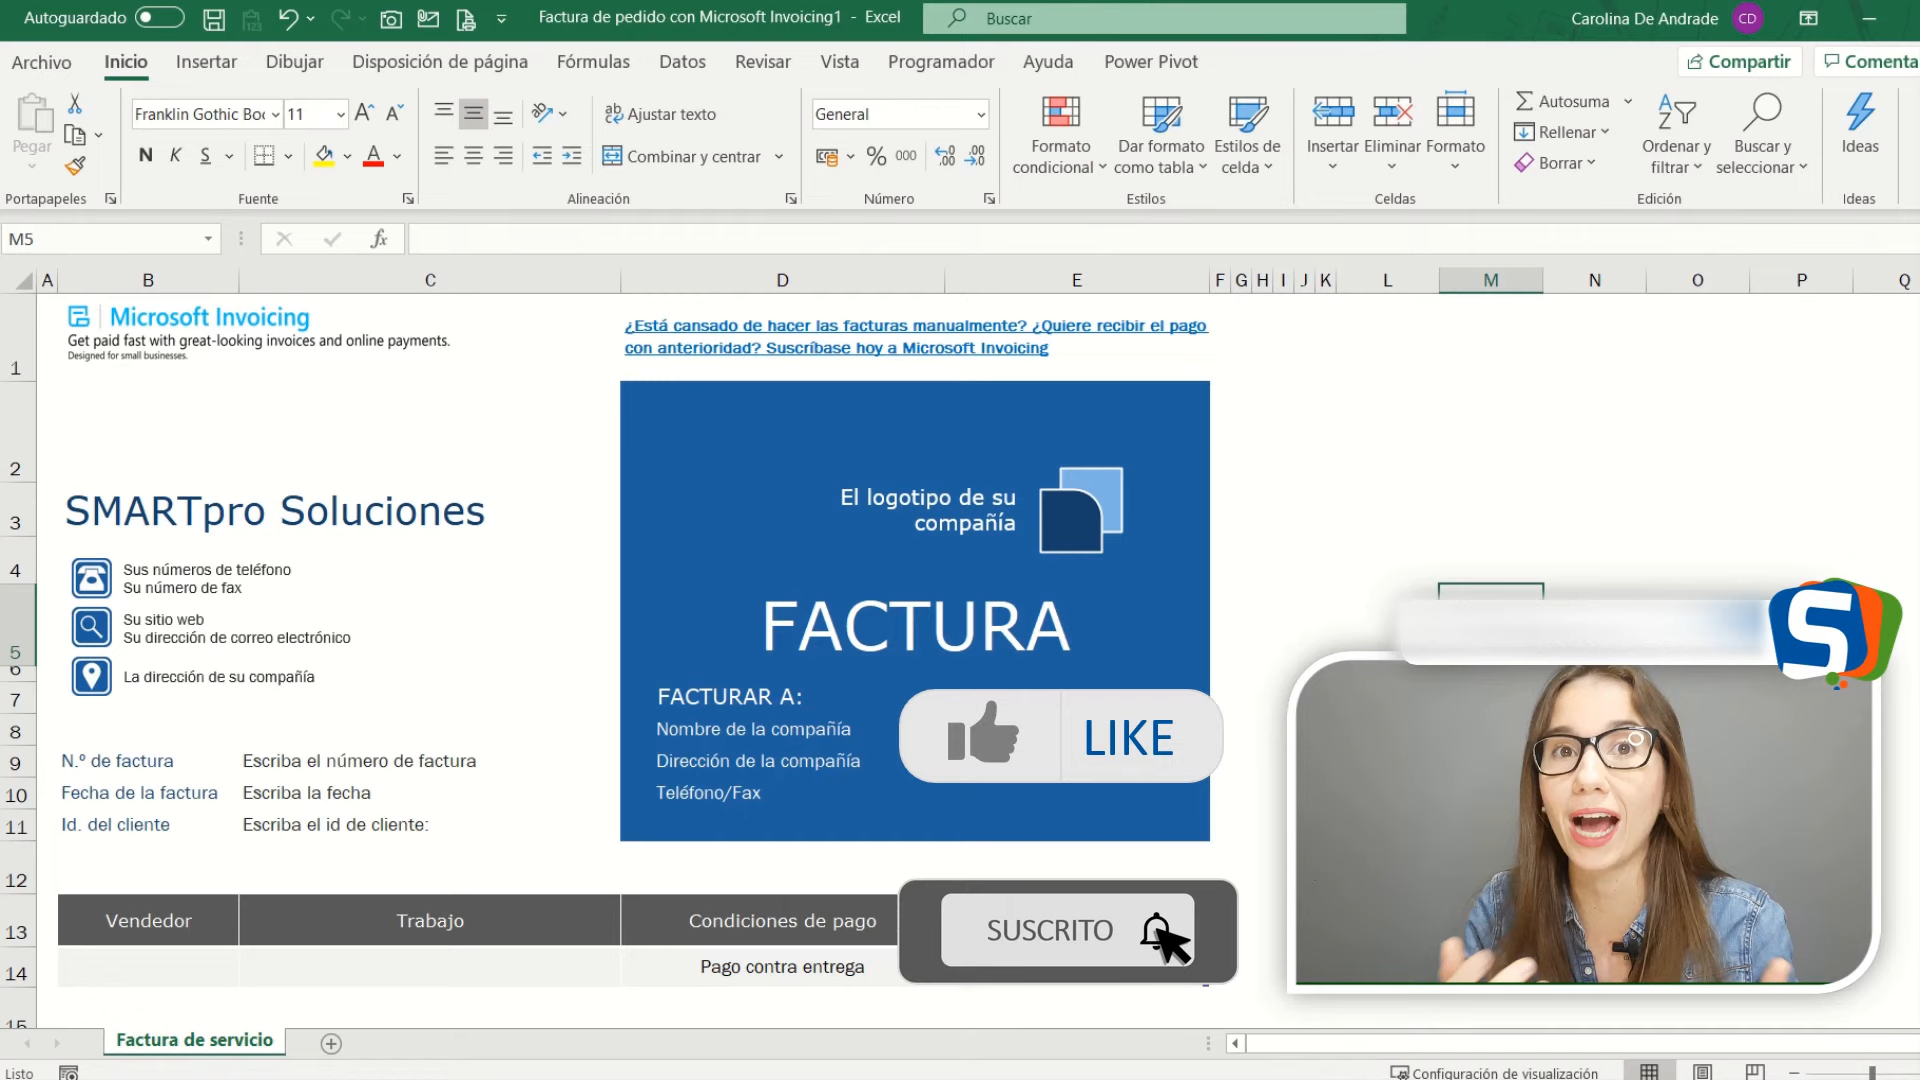 Autoguardado
Factura de pedido con Microsoft Invoicing1 - Excel
Buscar
Carolina De Andrade CD
Archivo Inicio Insertar Dibujar Disposición de página Fórmulas Datos Revisar Vista Programador Ayuda Power Pivot
Compartir
Pegar
Franklin Gothic Boo 11
N K S
Ajustar texto
Combinar y centrar
General
% 000
Formato condicional
Dar formato como tabla
Estilos de celda
Insertar Eliminar Formato
Autosuma
Rellenar
Borrar
Ordenar y filtrar
Buscar y seleccionar
Ideas
Portapapeles Fuente Alineación Número Estilos Celdas Edición Ideas
M5 fx
A B C D E F G H I J K L M N O P Q
1
2
3
4
5
6
7
8
9
10
11
12
13
14
15
Microsoft Invoicing
Get paid fast with great-looking invoices and online payments.
Designed for small businesses.
¿Está cansado de hacer las facturas manualmente? ¿Quiere recibir el pago
con anterioridad? Suscríbase hoy a Microsoft Invoicing
El logotipo de su
compañía
SMARTpro Soluciones
Sus números de teléfono
Su número de fax
Su sitio web
Su dirección de correo electrónico
La dirección de su compañía
FACTURA
FACTURAR A:
Nombre de la compañía
Dirección de la compañía
Teléfono/Fax
LIKE
N.º de factura Escriba el número de factura
Fecha de la factura Escriba la fecha
Id. del cliente Escriba el id de cliente:
Vendedor Trabajo Condiciones de pago
Pago contra entrega
SUSCRITO
S
Factura de servicio
Listo
Configuración de visualización